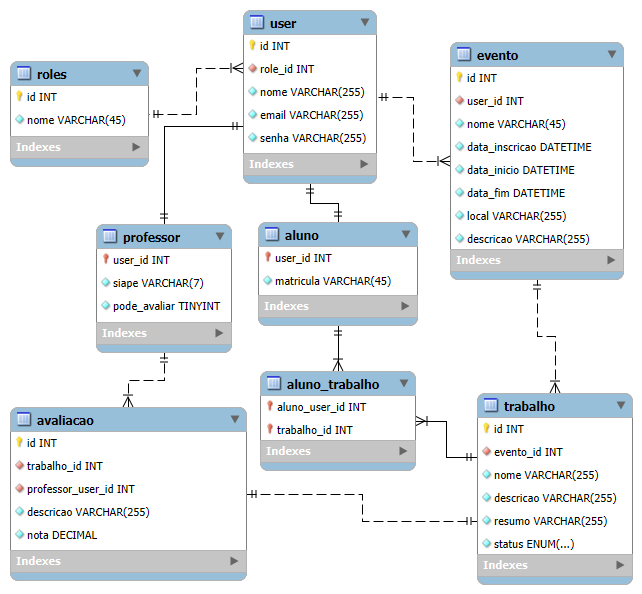 user
id INT
role_id INT
nome VARCHAR(255)
email VARCHAR(255)
senha VARCHAR(255)
Indexes
roles
id INT
nome VARCHAR(45)
Indexes
evento
id INT
user_id INT
nome VARCHAR(45)
data_inscricao DATETIME
data_inicio DATETIME
data_fim DATETIME
local VARCHAR(255)
descricao VARCHAR(255)
Indexes
professor
user_id INT
siape VARCHAR(7)
pode_avaliar TINYINT
Indexes
aluno
user_id INT
matricula VARCHAR(45)
Indexes
aluno_trabalho
aluno_user_id INT
trabalho_id INT
Indexes
avaliacao
id INT
trabalho_id INT
professor_user_id INT
descricao VARCHAR(255)
nota DECIMAL
Indexes
trabalho
id INT
evento_id INT
nome VARCHAR(255)
descricao VARCHAR(255)
resumo VARCHAR(255)
status ENUM(...)
Indexes